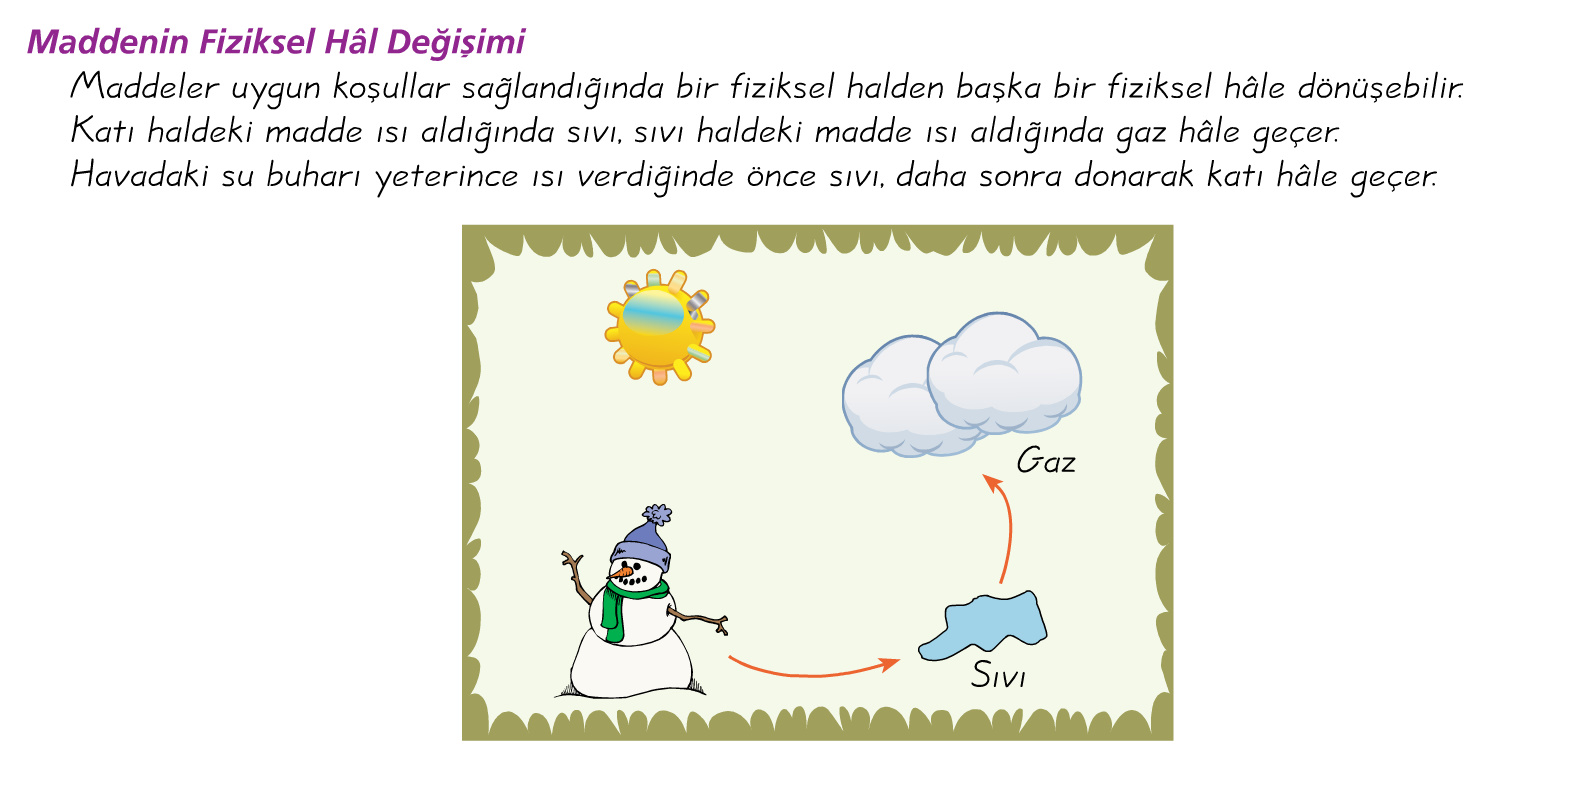 Maddenin Fiziksel Hâl Değişimi
Maddeler uygun koşullar sağlandığında bir fiziksel halden başka bir fiziksel hâle dönüşebilir.
Katı haldeki madde ısı aldığında sıvı, sıvı haldeki madde ısı aldığında gaz hâle geçer.
Havadaki su buharı yeterince ısı verdiğinde önce sıvı, daha sonra donarak katı hâle geçer.
Gaz
Sıvı